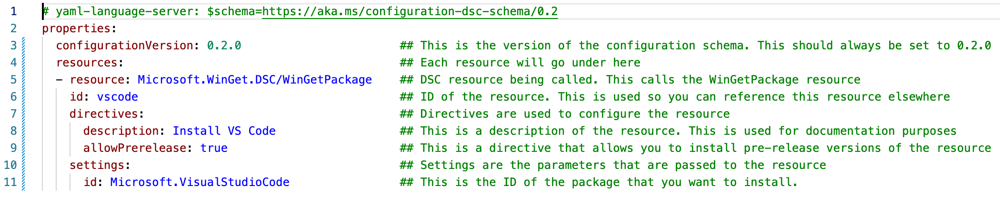 1 # yaml-language-server: $schema=https://aka.ms/configuration-dsc-schema/0.2
2 properties:
3 configurationVersion: 0.2.0 ## This is the version of the configuration schema. This should always be set to 0.2.0
4 resources: ## Each resource will go under here
5 - resource: Microsoft.WinGet.DSC/WinGetPackage ## DSC resource being called. This calls the WinGetPackage resource
6 id: vscode ## ID of the resource. This is used so you can reference this resource elsewhere
7 directives: ## Directives are used to configure the resource
8 description: Install VS Code ## This is a description of the resource. This is used for documentation purposes
9 allowPrerelease: true ## This is a directive that allows you to install pre-release versions of the resource
10 settings: ## Settings are the parameters that are passed to the resource
11 id: Microsoft.VisualStudioCode ## This is the ID of the package that you want to install.